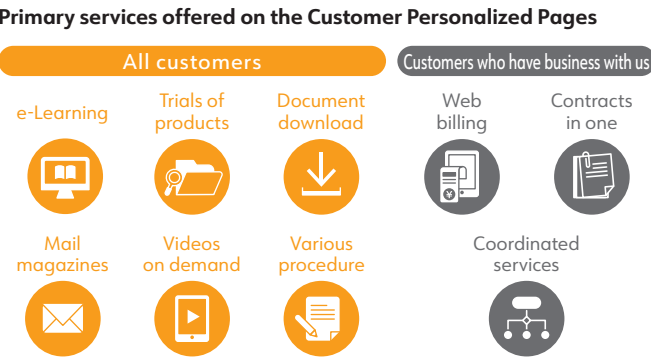 Primary services offered on the Customer Personalized Pages
All customers
Customers who have business with us
e-Learning
Trials of
products
Document
download
Web
billing
Contracts
in one
¥
Mail
magazines
Videos
on demand
Various
procedure
Coordinated
services